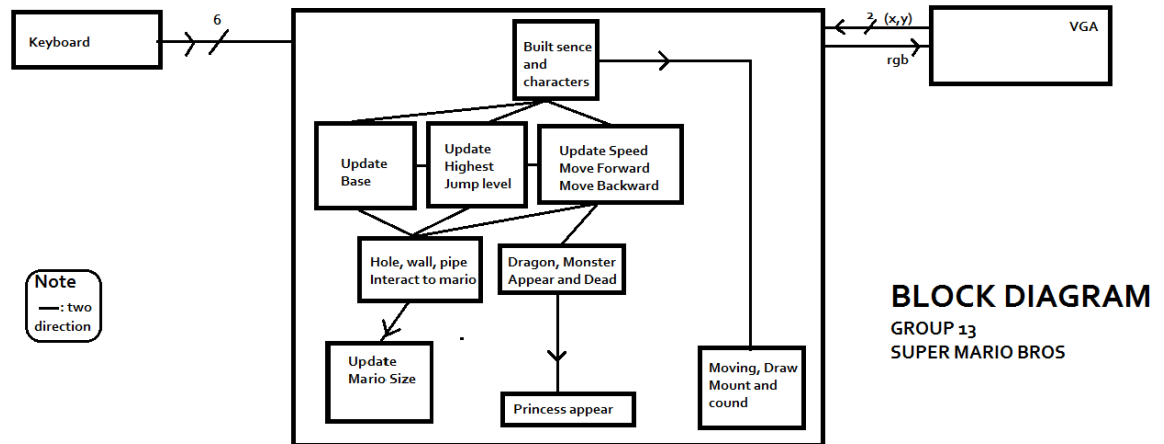 Keyboard
6
Built sence
and
characters
2 (x,y)
rgb
VGA
Update
Base
Update
Highest
Jump level
Update Speed
Move Forward
Move Backward
Hole, wall, pipe
Interact to mario
Dragon, Monster
Appear and Dead
Note
—: two
direction
BLOCK DIAGRAM
GROUP 13
SUPER MARIO BROS
Update
Mario Size
Princess appear
Moving, Draw
Mount and
cound